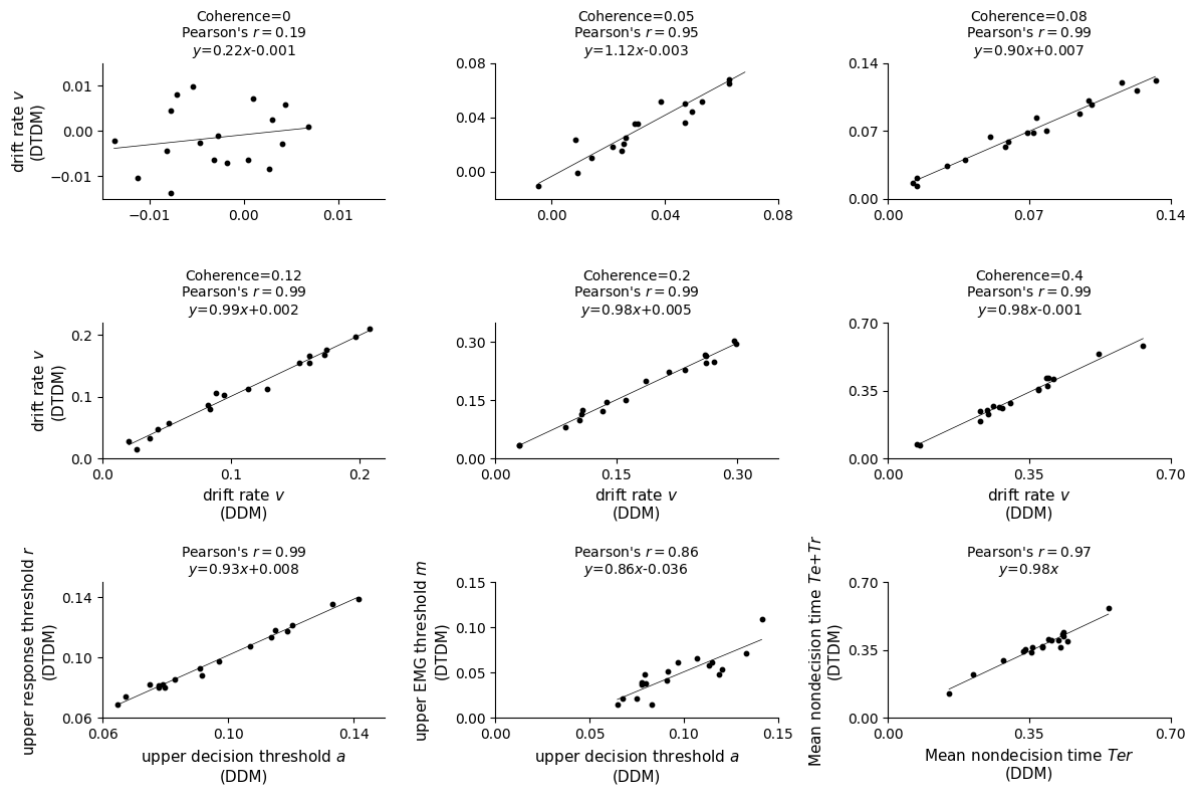 Coherence=0
Pearson's r = 0.19
y=0.22x-0.001
0.01
0.00
−0.01
drift rate v
(DTDM)
−0.01
0.00
0.01
Coherence=0.05
Pearson's r = 0.95
y=1.12x-0.003
0.08
0.04
0.00
0.00
0.04
0.08
Coherence=0.08
Pearson's r = 0.99
y=0.90x+0.007
0.14
0.07
0.00
0.00
0.07
0.14
Coherence=0.12
Pearson's r = 0.99
y=0.99x+0.002
0.2
0.1
0.0
drift rate v
(DTDM)
0.0
0.1
0.2
drift rate v
(DDM)
Coherence=0.2
Pearson's r = 0.99
y=0.98x+0.005
0.30
0.15
0.00
0.00
0.15
0.30
drift rate v
(DDM)
Coherence=0.4
Pearson's r = 0.99
y=0.98x-0.001
0.70
0.35
0.00
0.00
0.35
0.70
drift rate v
(DDM)
Pearson's r = 0.99
y=0.93x+0.008
0.14
0.10
0.06
upper response threshold r
(DTDM)
0.06
0.10
0.14
upper decision threshold a
(DDM)
Pearson's r = 0.86
y=0.86x-0.036
0.15
0.10
0.05
0.00
upper EMG threshold m
(DTDM)
0.00
0.05
0.10
0.15
upper decision threshold a
(DDM)
Pearson's r = 0.97
y=0.98x
0.70
0.35
0.00
Mean nondecision time Te+Tr
(DTDM)
0.00
0.35
0.70
Mean nondecision time Ter
(DDM)